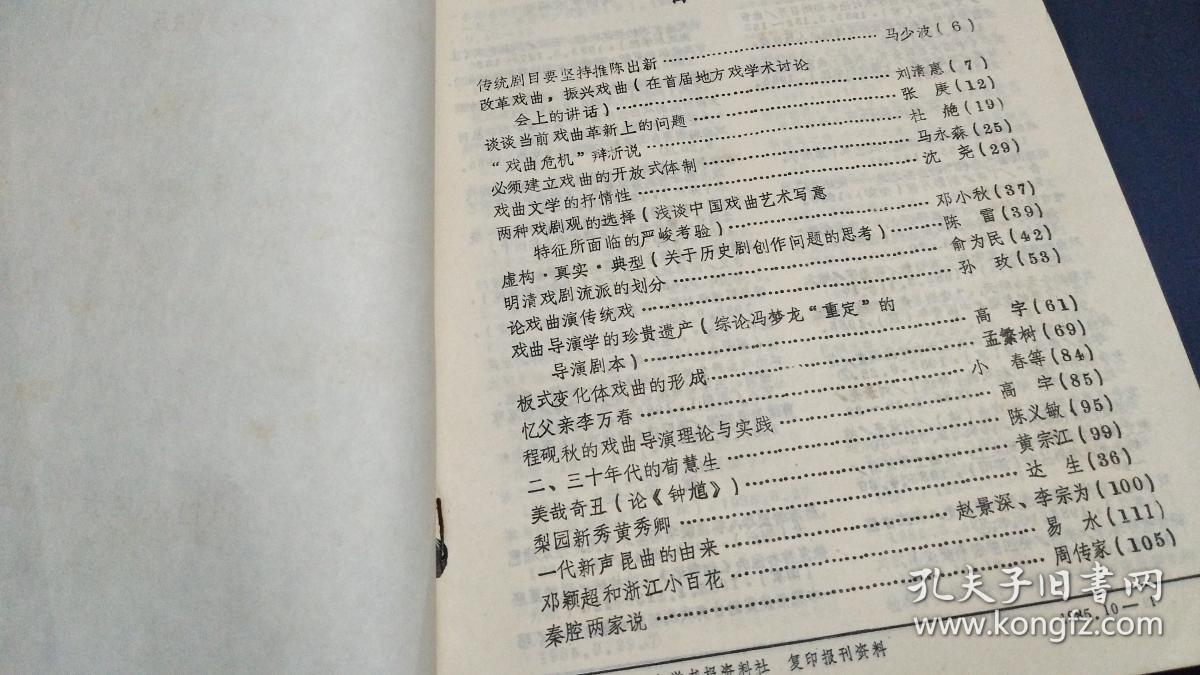 传统剧目要坚持推陈出新……马少波(6)
改革戏曲，振兴戏曲(在首届地方戏学术讨论
会上的讲话)……刘清惠(7)
谈谈当前戏曲革新上的问题……张 庚(12)
“戏曲危机”辩析说……杜 艳(19)
必须建立戏曲的开放式体制……马永淼(25)
戏曲文学的抒情性……沈 尧(29)
两种戏剧观的选择(浅谈中国戏曲艺术写意
特征所面临的严峻考验)……邓小秋(37)
虚构·真实·典型(关于历史剧创作问题的思考)……陈 雷(39)
明清戏剧流派的划分……俞为民(42)
论戏曲演传统戏……孙 玫(53)
戏曲导演学的珍贵遗产(综论冯梦龙“重定”的
导演剧本)……高 宇(61)
板式变化体戏曲的形成……孟繁树(69)
忆父亲李万春……小 春等(84)
程砚秋的戏曲导演理论与实践……高 宇(85)
二、三十年代的荀慧生……陈义敏(95)
美哉奇丑(论《钟馗》)……黄宗江(99)
梨园新秀黄秀卿……达 生(36)
一代新声昆曲的由来……赵景深、李宗为(100)
邓颖超和浙江小百花……易 水(111)
秦腔两家说……周传家(105)
报资料社 复印报刊资料
孔夫子旧书网
www.kongfz.com